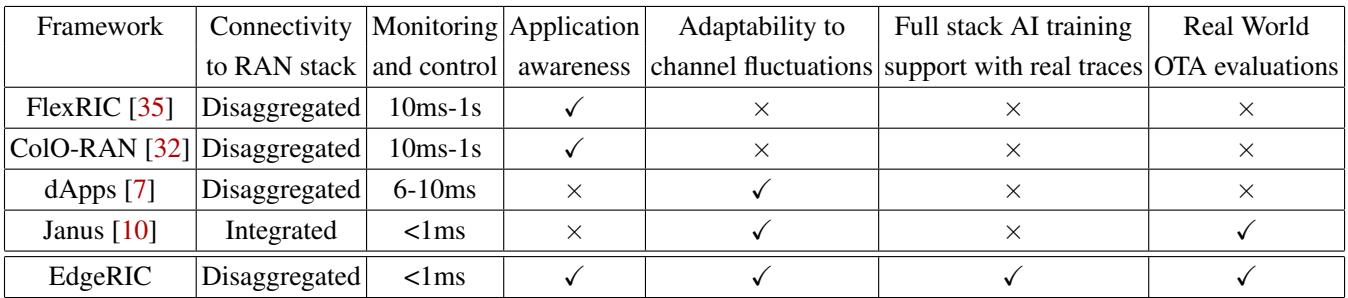 Framework Connectivity Monitoring Application Adaptability to Full stack AI training Real World
to RAN stack and control awareness channel fluctuations support with real traces OTA evaluations
FlexRIC [35] Disaggregated 10ms-1s ✓ × × ×
ColO-RAN [32] Disaggregated 10ms-1s ✓ × × ×
dApps [7] Disaggregated 6-10ms × ✓ × ×
Janus [10] Integrated <1ms × ✓ × ✓
EdgeRIC Disaggregated <1ms ✓ ✓ ✓ ✓